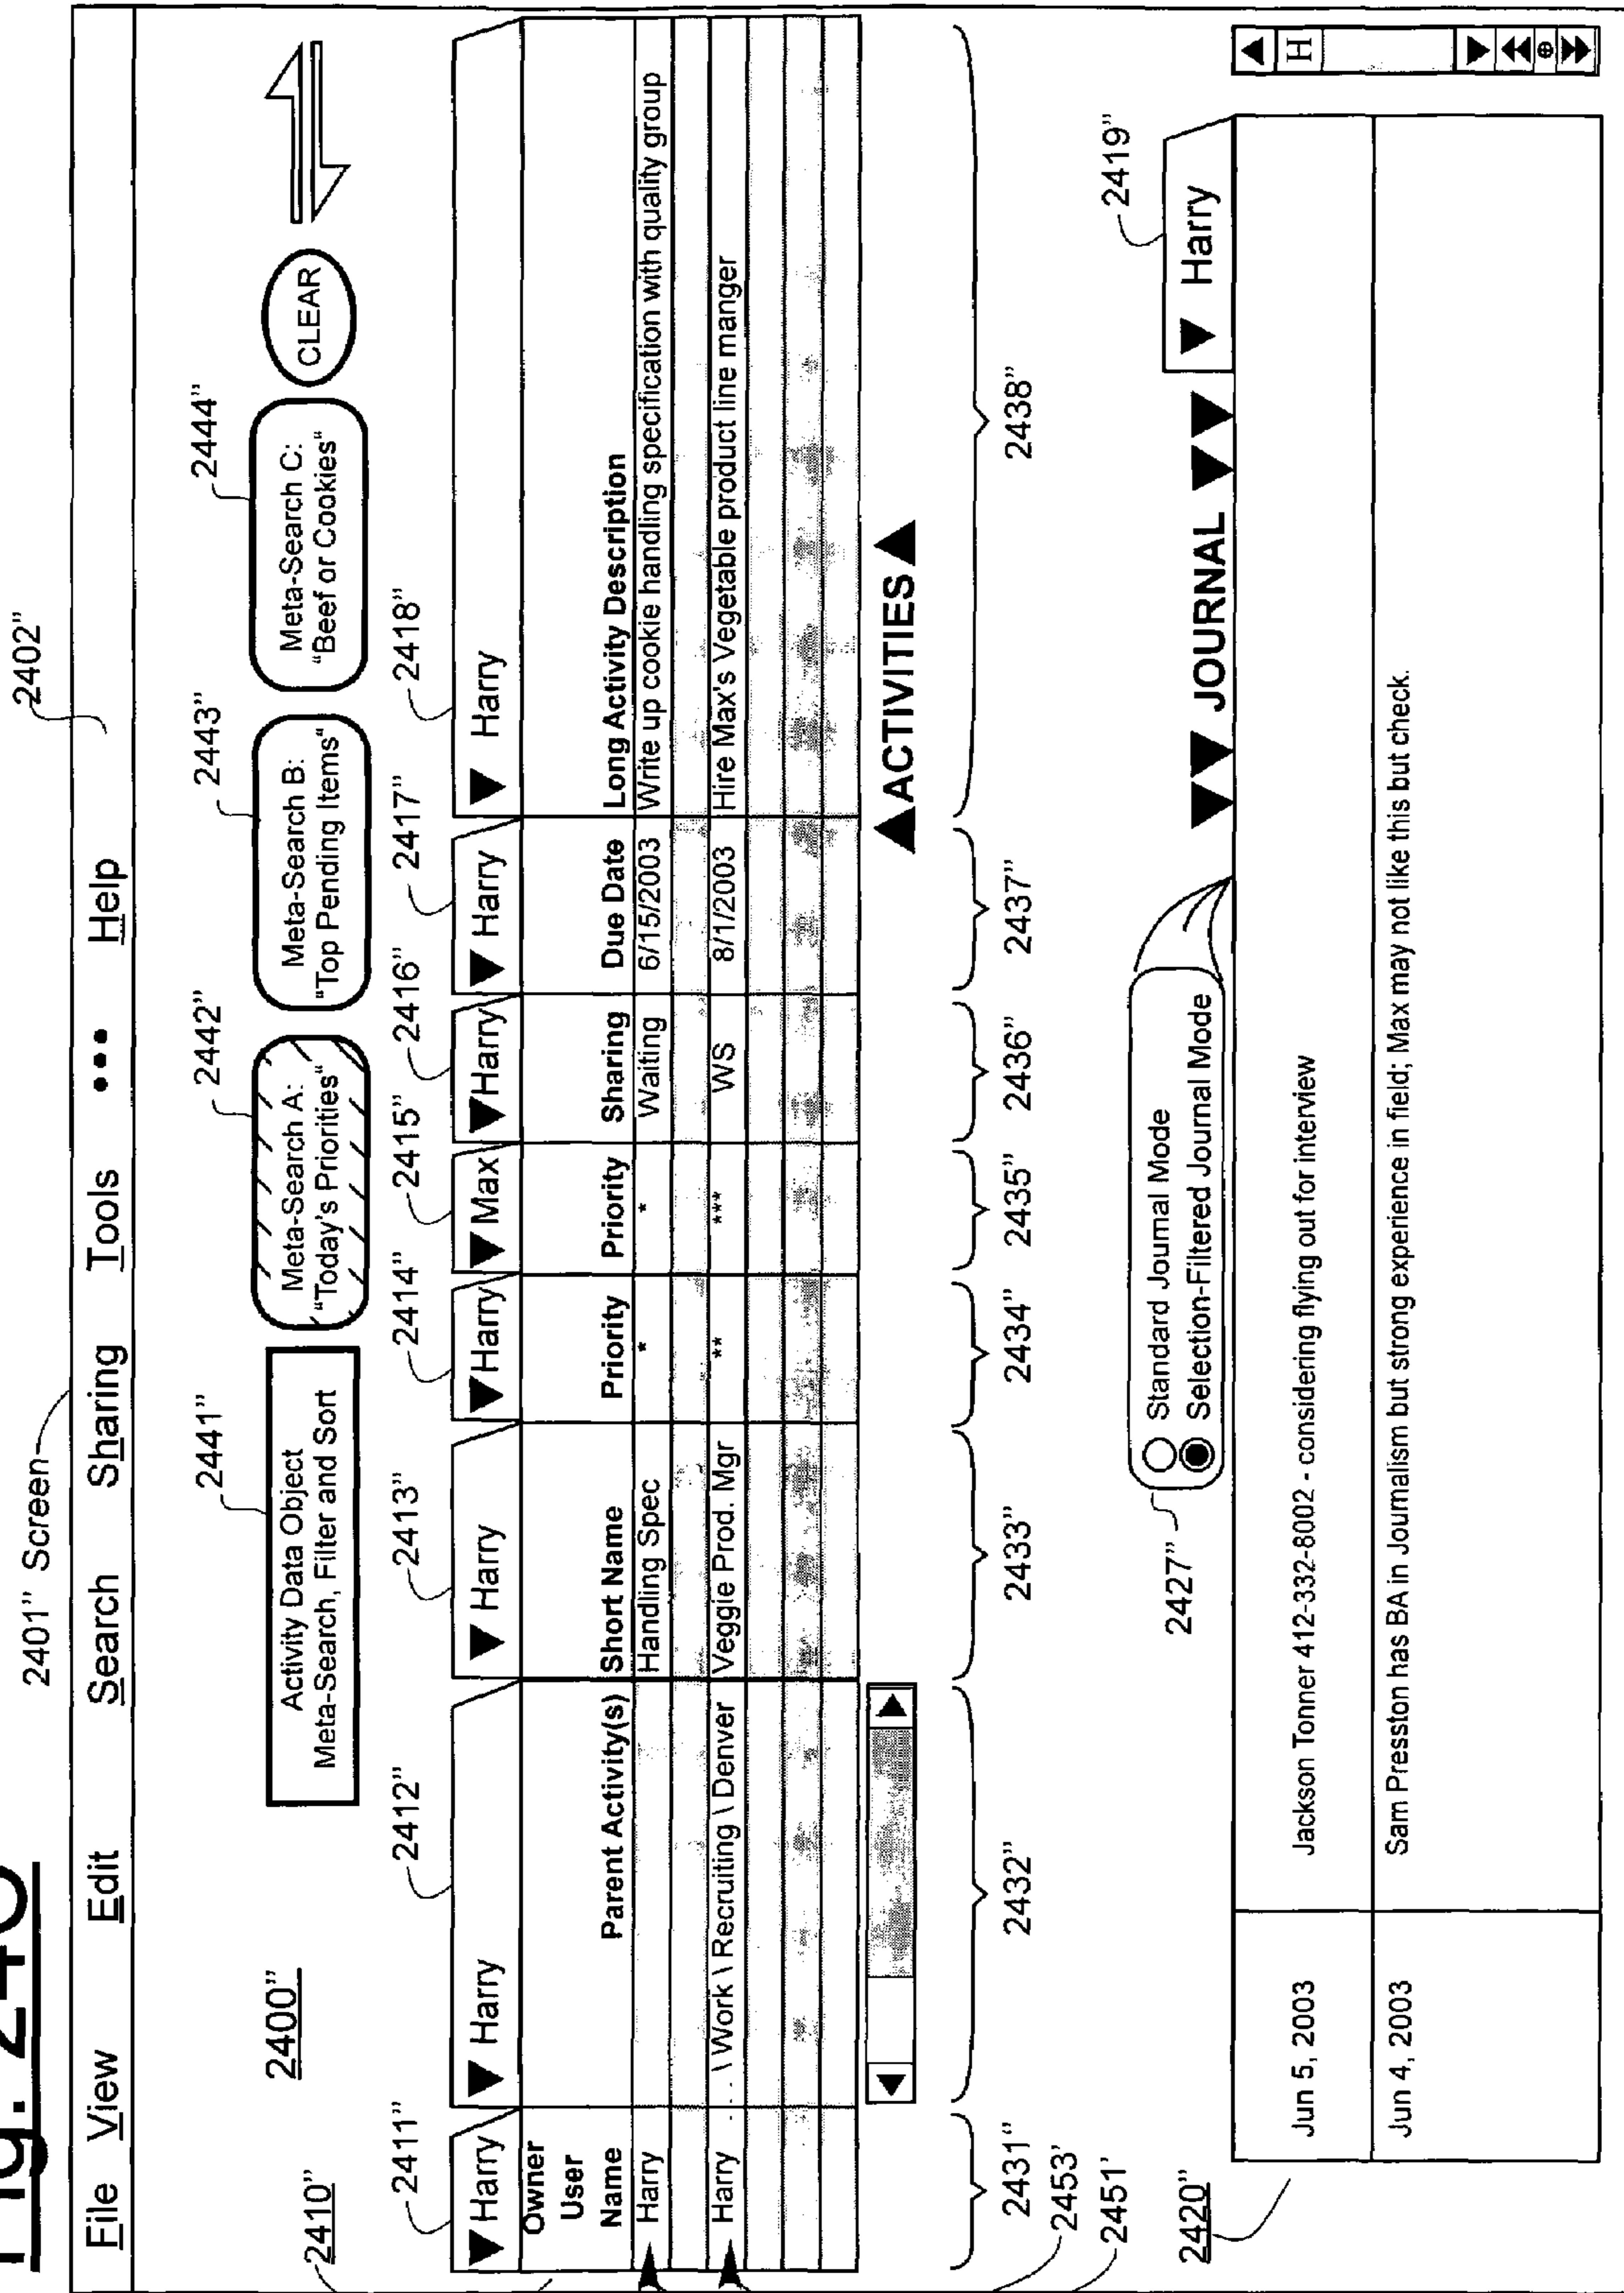 2401” Screen
2402”
File View Edit Search Sharing Tools ••• Help
2400”
2441”
Activity Data Object
Meta-Search, Filter and Sort
2442”
Meta-Search A:
“Today's Priorities“
2443”
Meta-Search B:
“Top Pending Items“
2444”
Meta-Search C:
“Beef or Cookies“
CLEAR
2410”
2411” 2412” 2413” 2414” 2415” 2416” 2417” 2418”
▼Harry ▼ Harry ▼ Harry ▼Harry ▼ Max ▼Harry ▼ Harry ▼ Harry
Owner
User
Name Parent Activity(s) Short Name Priority Priority Sharing Due Date Long Activity Description
Harry Handling Spec * * Waiting 6/15/2003 Write up cookie handling specification with quality group
Harry ...\ Work \ Recruiting \ Denver Veggie Prod. Mgr ** *** WS 8/1/2003 Hire Max's Vegetable product line manger
▲ACTIVITIES▲
2431” 2432” 2433” 2434” 2435” 2436” 2437” 2438”
2453’
2451’
2427”
Standard Journal Mode
Selection-Filtered Journal Mode
▼▼ JOURNAL ▼▼
▼ Harry
2419”
H
2420”
Jun 5, 2003 Jackson Tonner 412-332-8002 - considering flying out for interview
Jun 4, 2003 Sam Presston has BA in Journalism but strong experience in field; Max may not like this but check.